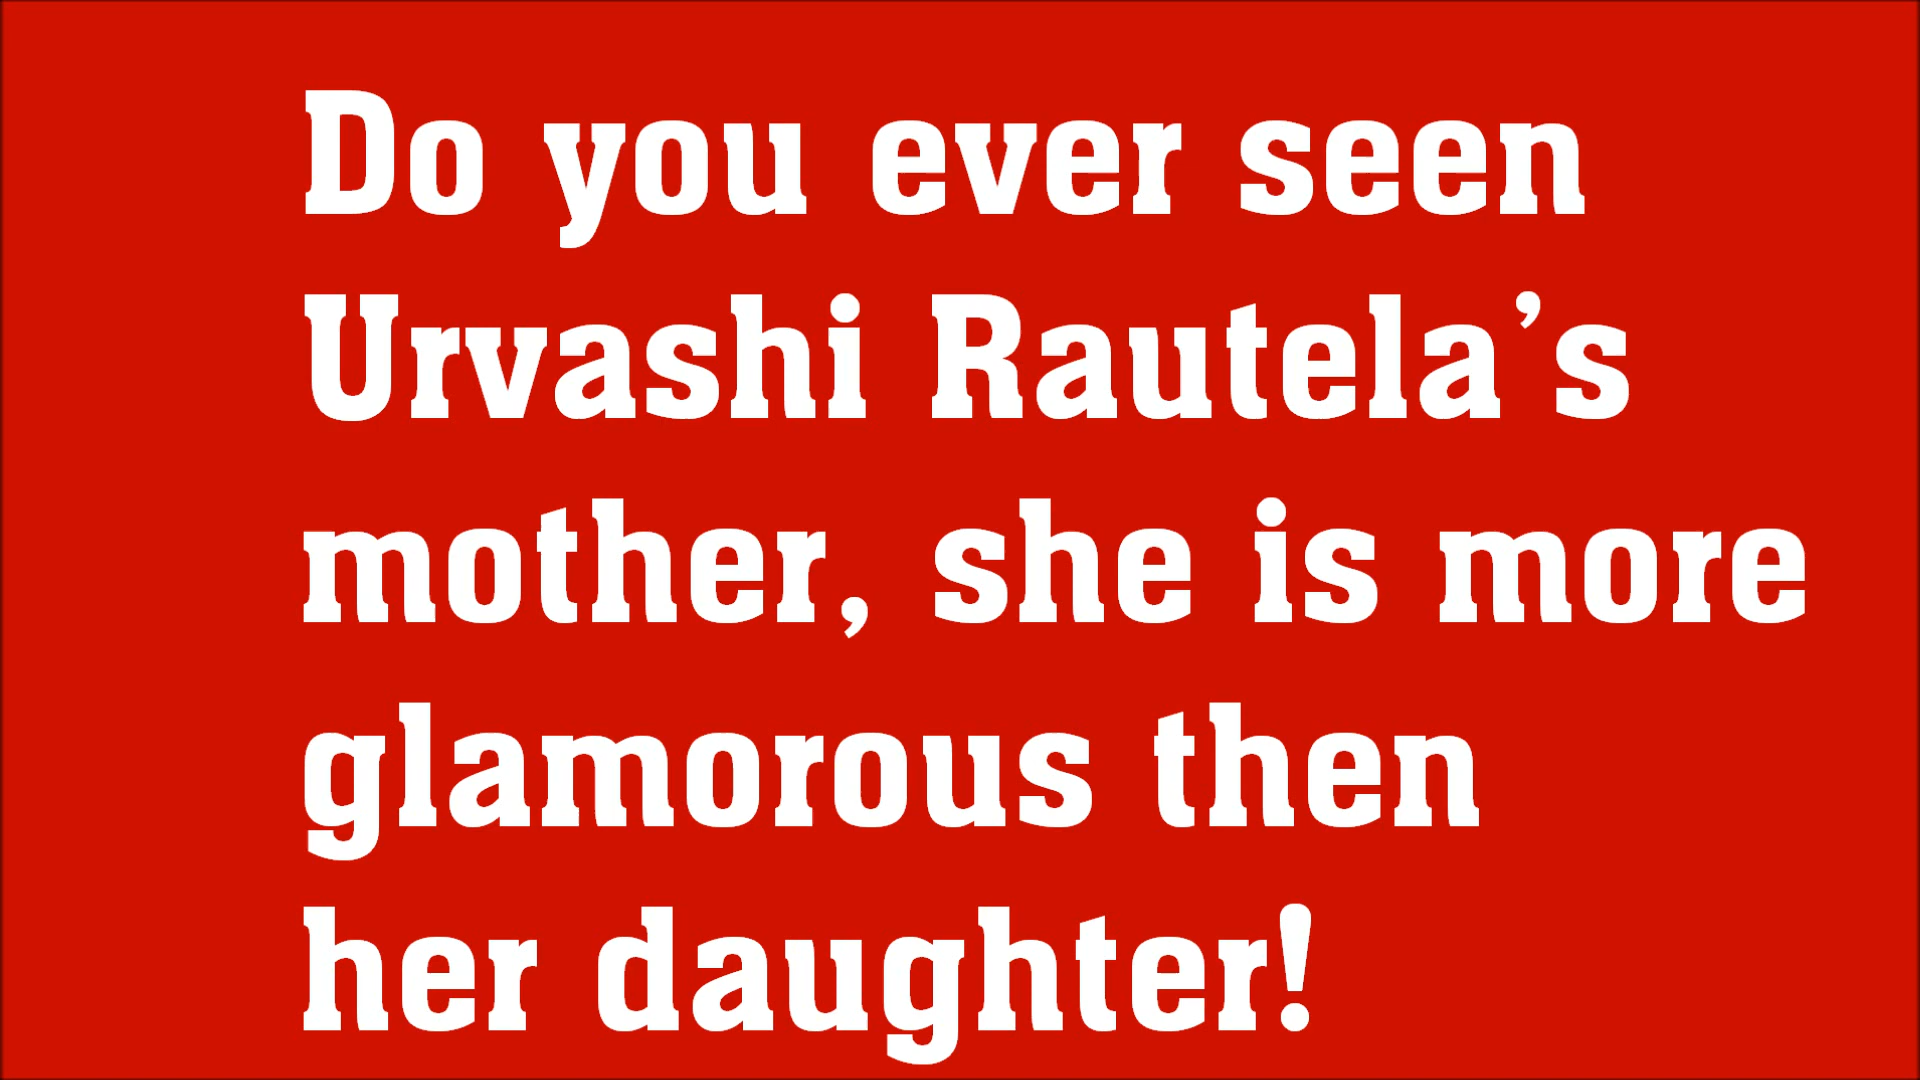 Do you ever seen
Urvashi Rautela’s
mother, she is more
glamorous then
her daughter!